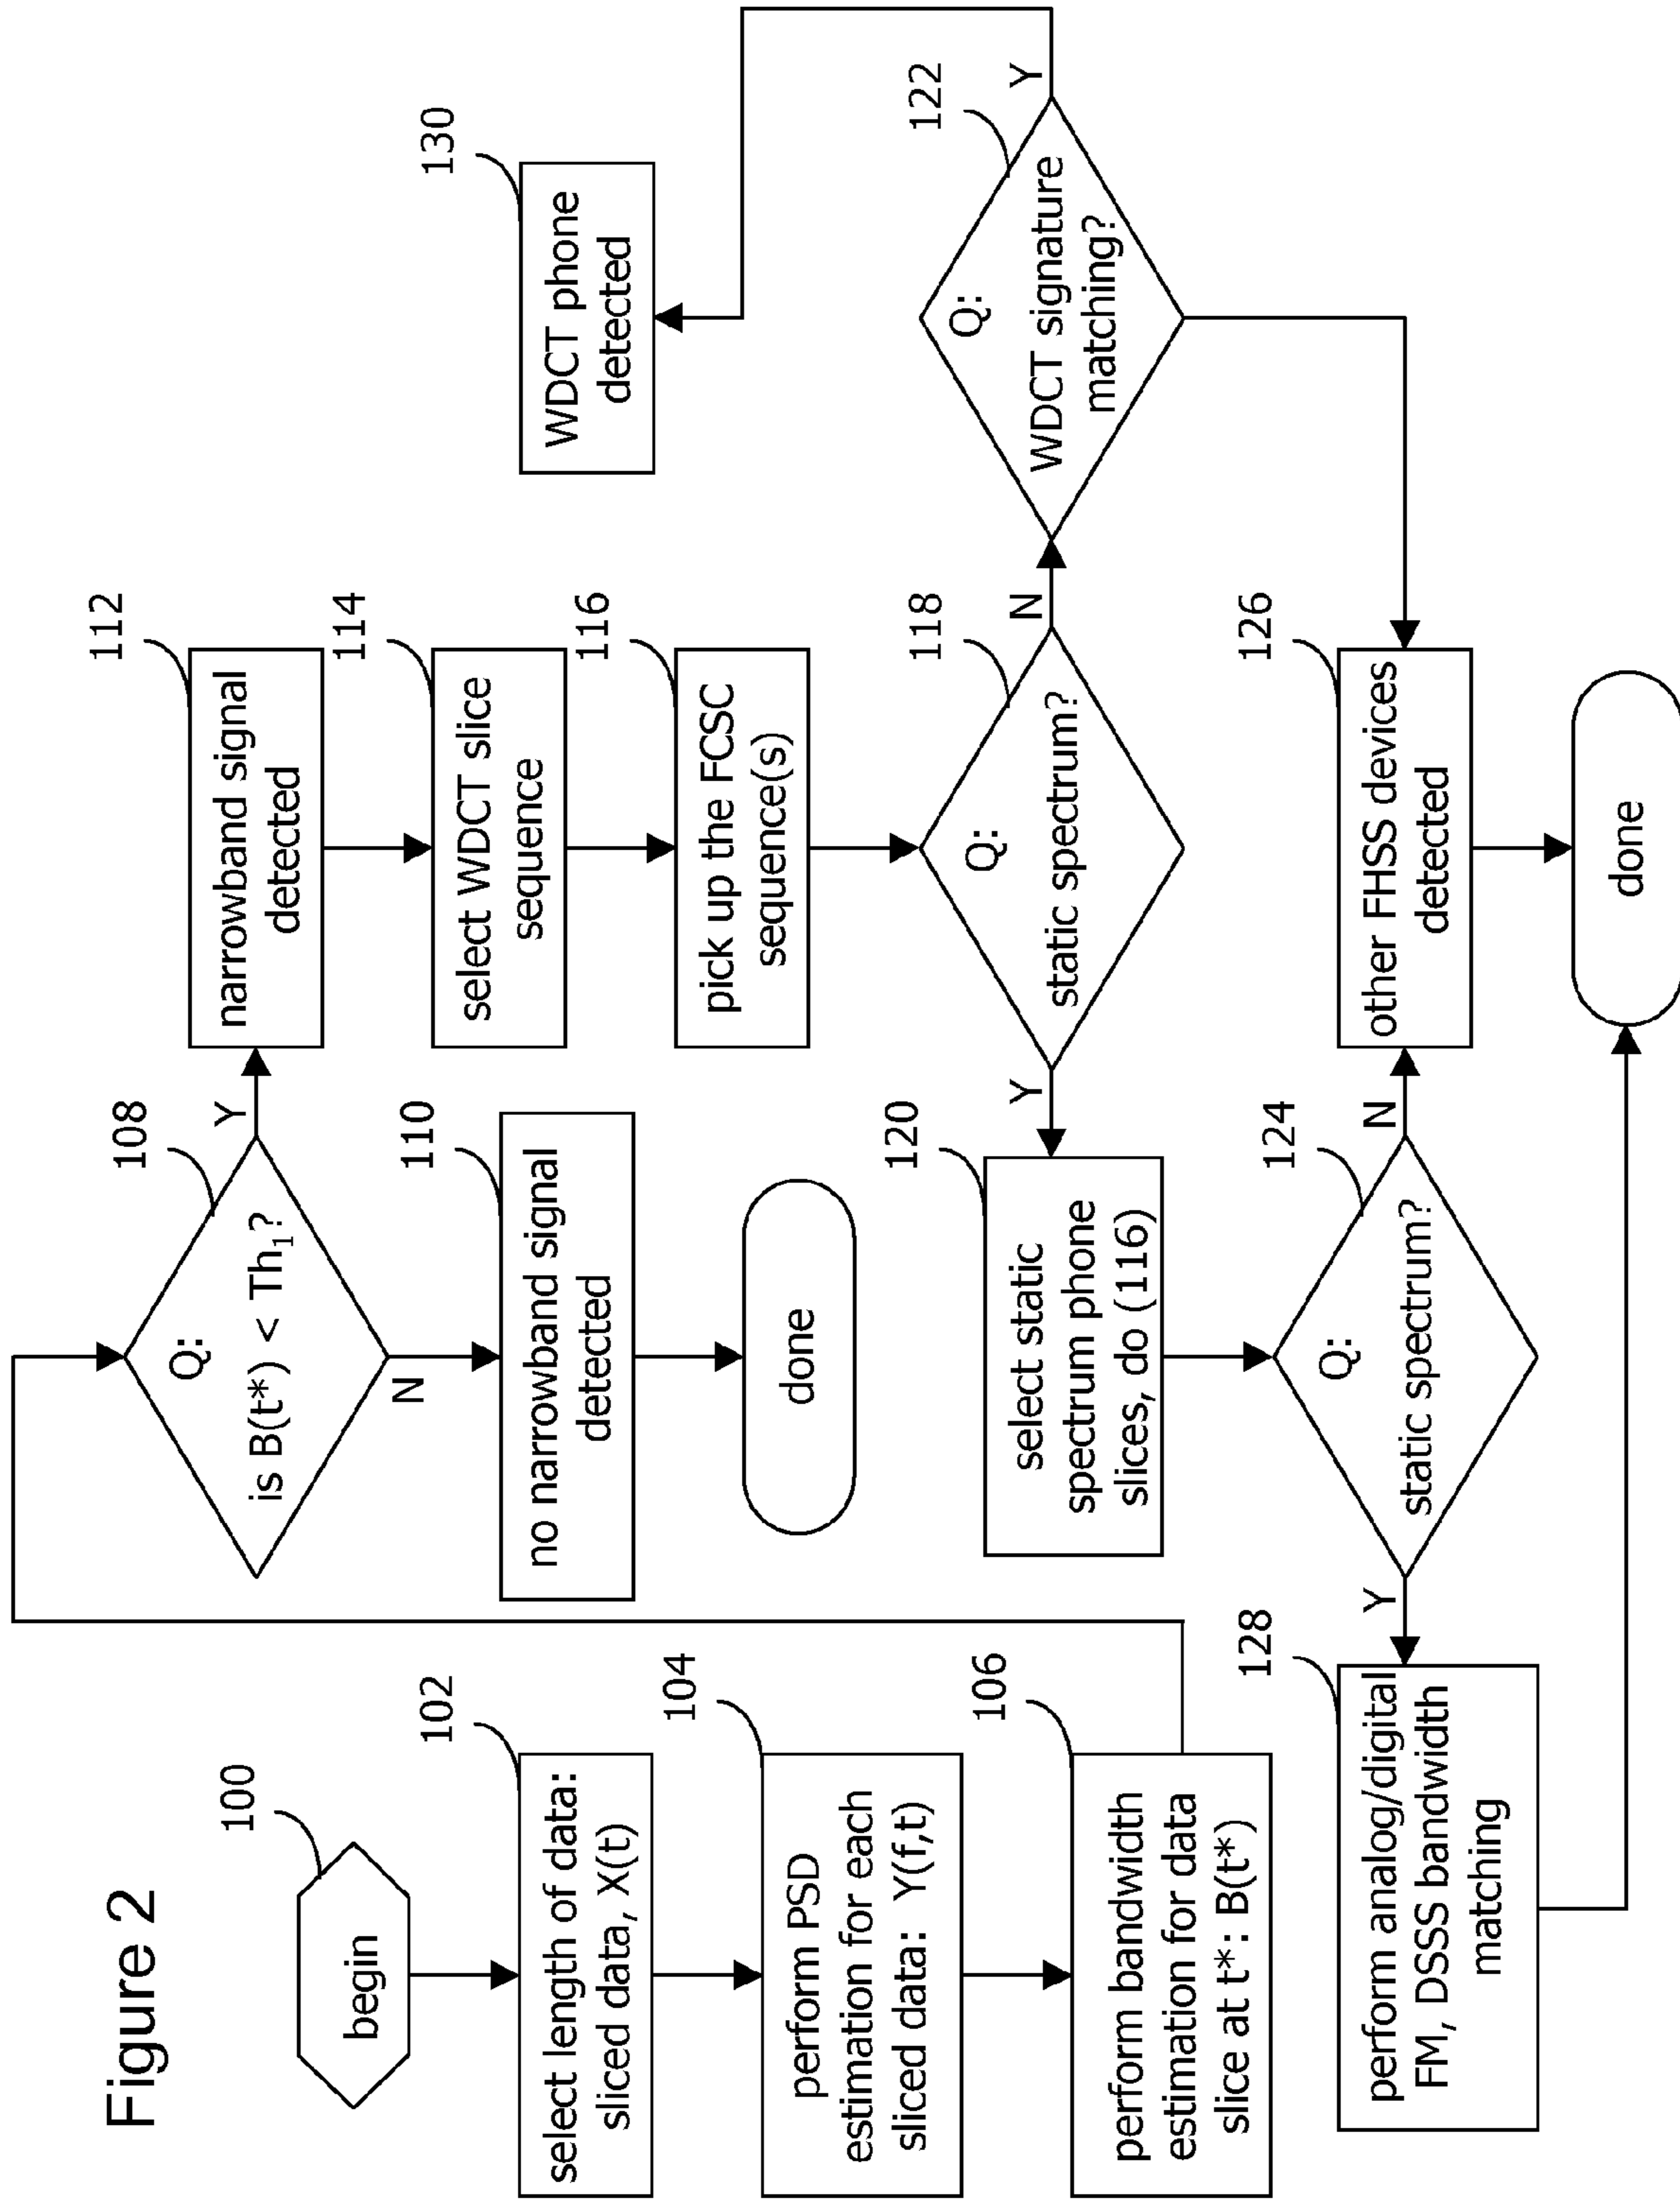 Figure 2
100
begin
102
select length of data:
sliced data, X(t)
104
perform PSD
estimation for each
sliced data: Y(f,t)
106
perform bandwidth
estimation for data
slice at t*: B(t*)
108
Q:
is B(t*) < Th1?
Y
N
110
no narrowband signal
detected
done
112
narrowband signal
detected
114
select WDCT slice
sequence
116
pick up the FCSC
sequence(s)
118
Q:
static spectrum?
Y
N
120
select static
spectrum phone
slices, do (116)
122
Q:
WDCT signature
matching?
Y
130
WDCT phone
detected
124
Q:
static spectrum?
Y
N
126
other FHSS devices
detected
128
perform analog/digital
FM, DSSS bandwidth
matching
done